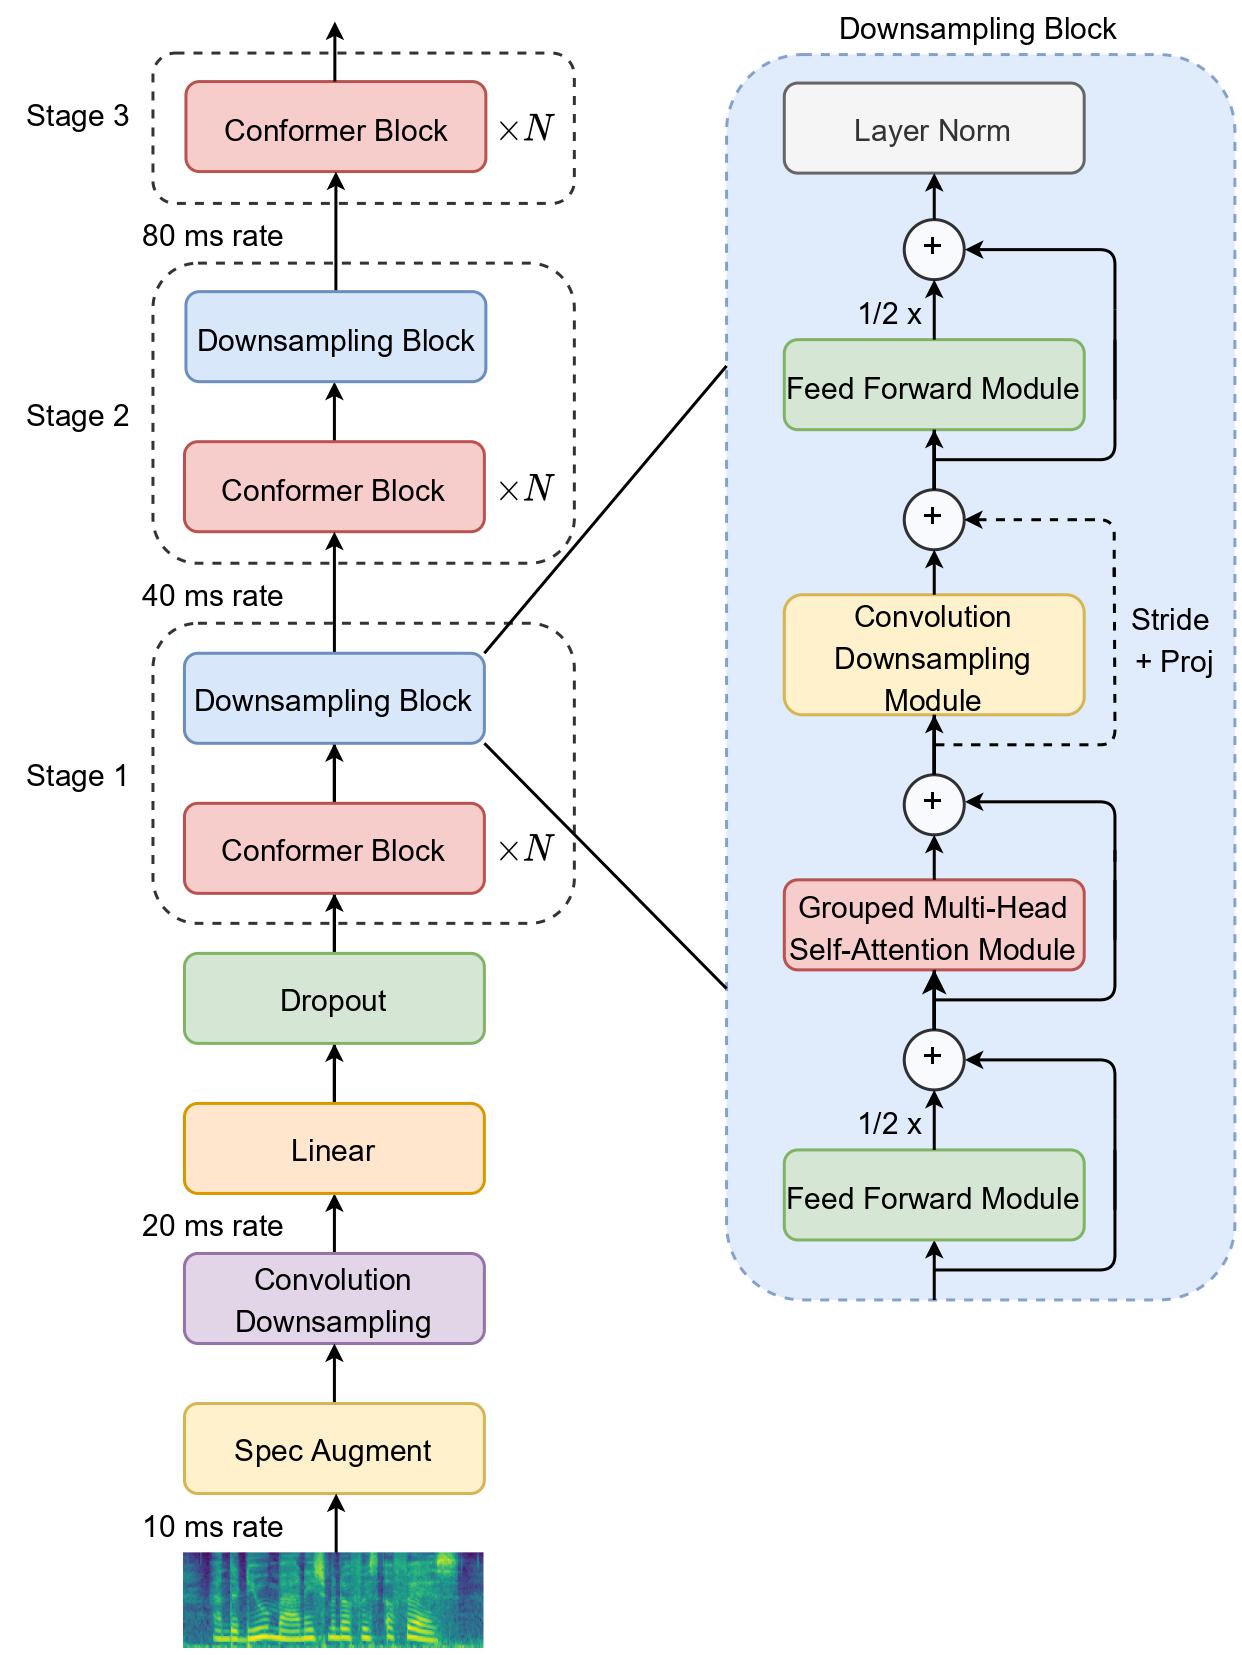 Stage 3
Conformer Block
×N
80 ms rate
Downsampling Block
Stage 2
Conformer Block
×N
40 ms rate
Downsampling Block
Stage 1
Conformer Block
×N
Dropout
Linear
20 ms rate
Convolution
Downsampling
Spec Augment
10 ms rate
Downsampling Block
Layer Norm
+
1/2 x
Feed Forward Module
+
Convolution
Downsampling
Module
Stride
+ Proj
+
Grouped Multi-Head
Self-Attention Module
+
1/2 x
Feed Forward Module